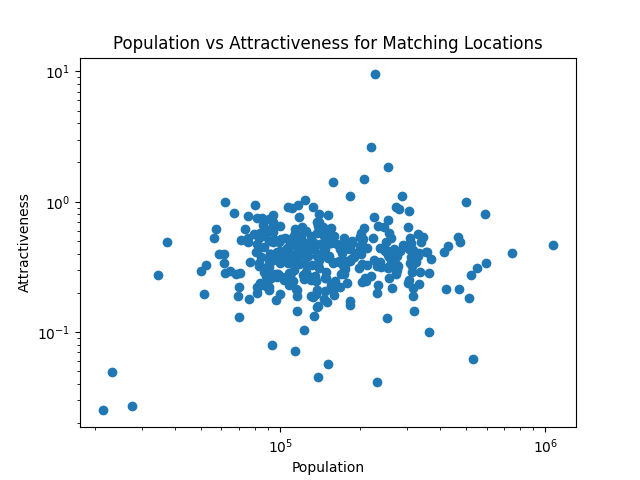 Population vs Attractiveness for Matching Locations
Attractiveness
10¹
10⁰
10⁻¹
10⁵
10⁶
Population